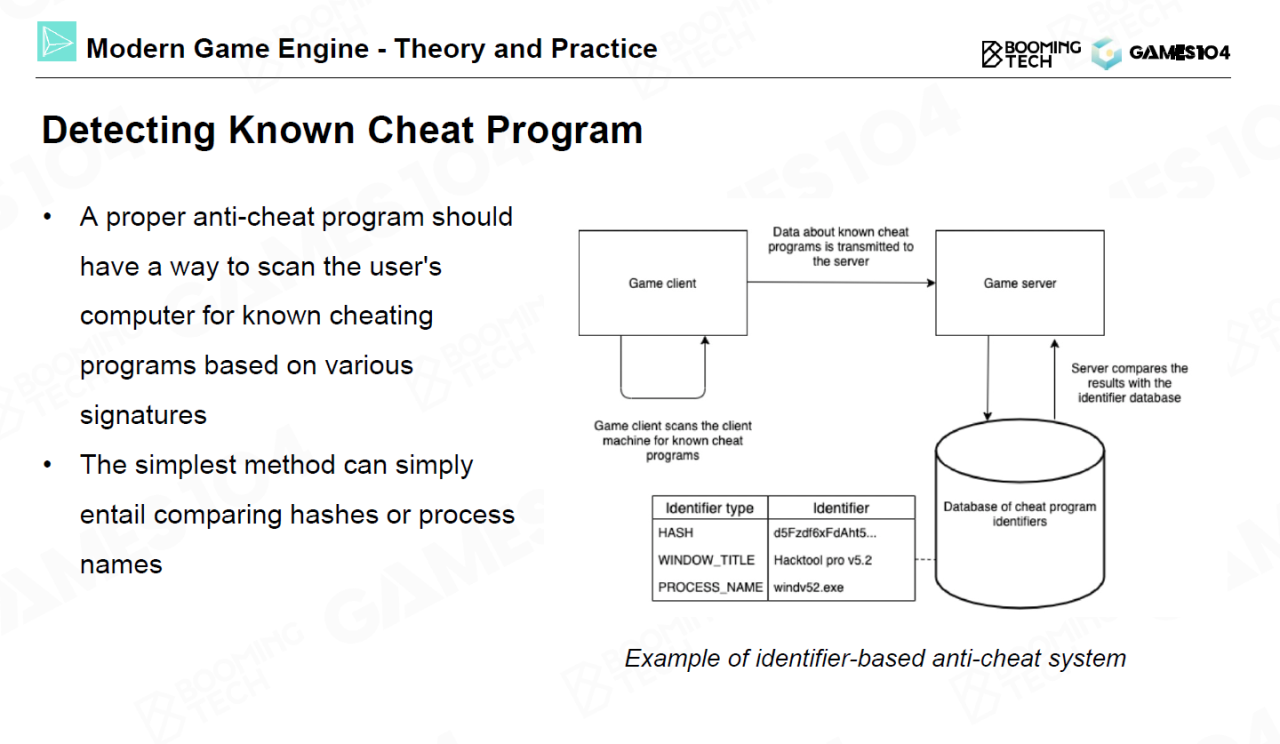 Modern Game Engine - Theory and Practice
BOOMING
TECH
GAMES104
Detecting Known Cheat Program
• A proper anti-cheat program should
have a way to scan the user's
computer for known cheating
programs based on various
signatures
• The simplest method can simply
entail comparing hashes or process
names
Data about known cheat
programs is transmitted to
the server
Game client
Game server
Game client scans the client
machine for known cheat
programs
Server compares the
results with the
identifier database
Database of cheat program
identifiers
Identifier type Identifier
HASH d5Fzdf6xFdAht5...
WINDOW_TITLE Hacktool pro v5.2
PROCESS_NAME windv52.exe
Example of identifier-based anti-cheat system